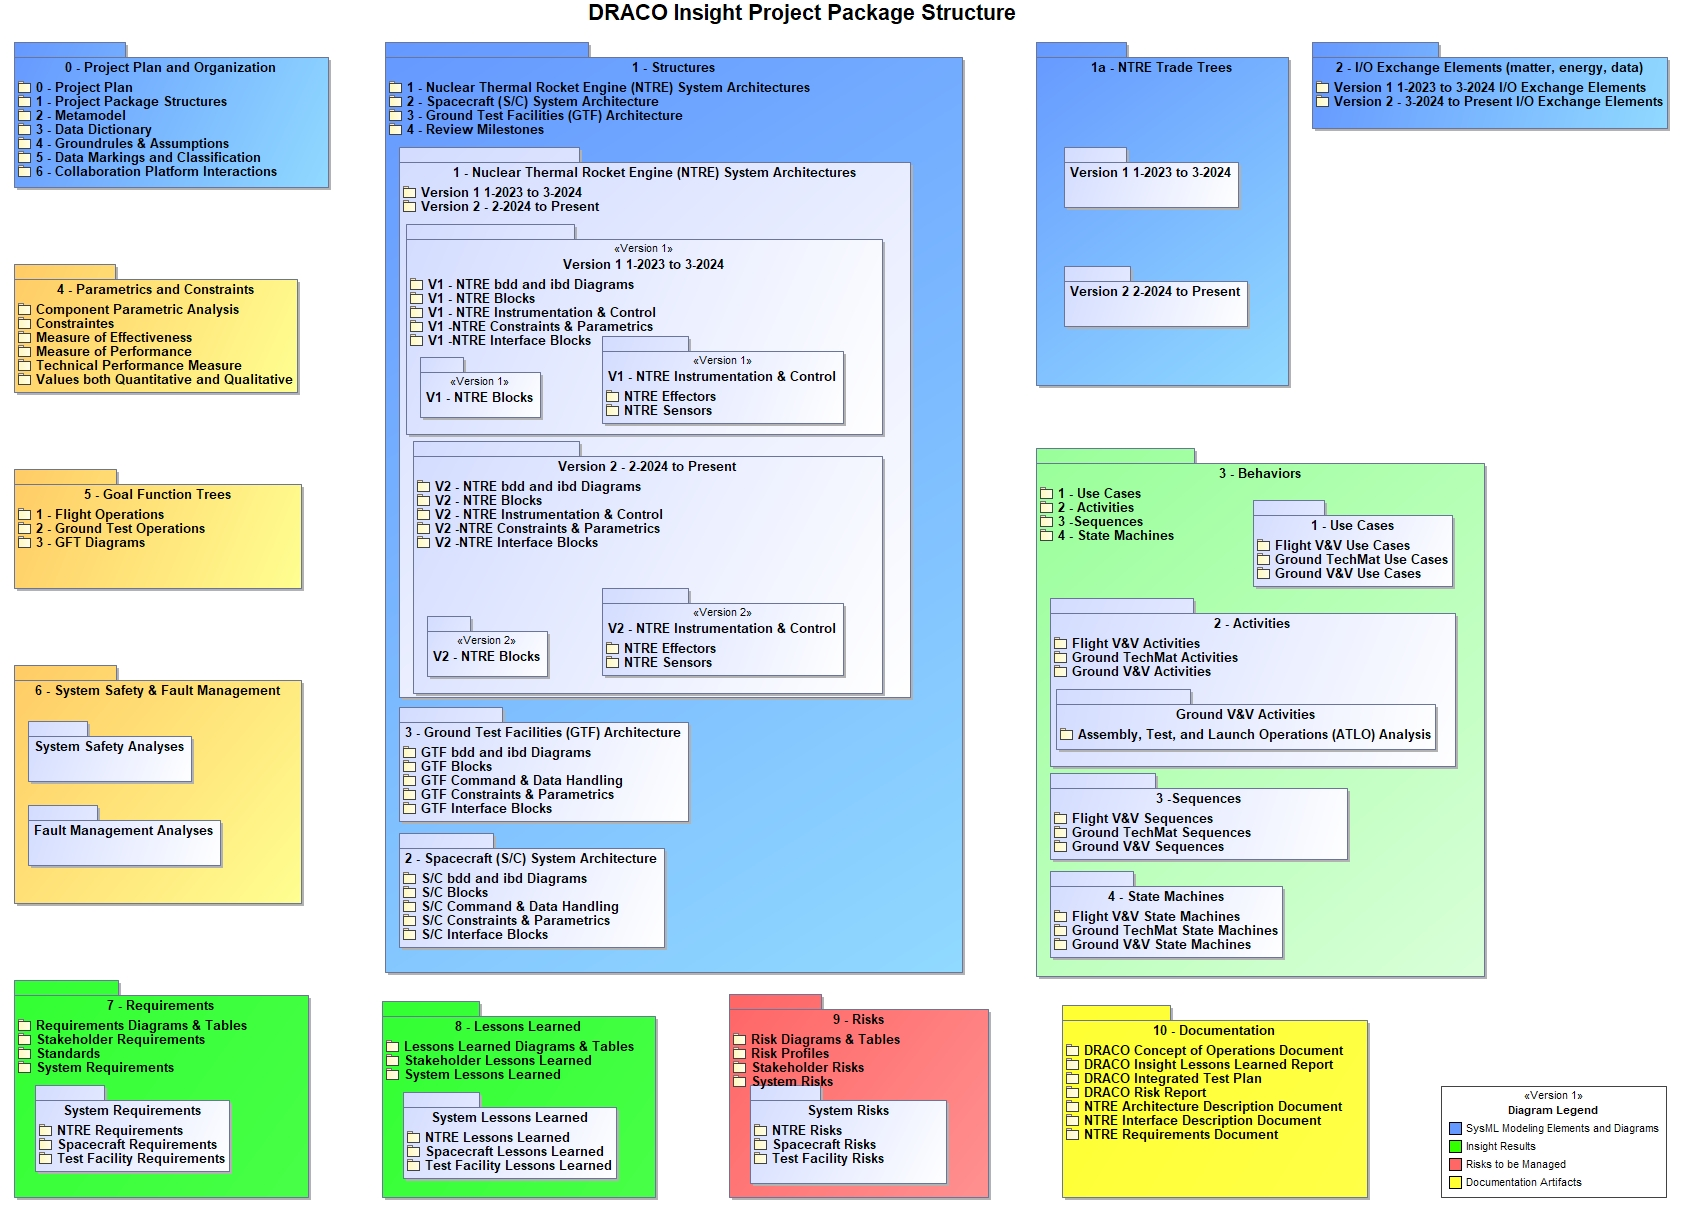 DRACO Insight Project Package Structure
0 - Project Plan and Organization
0 - Project Plan
1 - Project Package Structures
2 - Metamodel
3 - Data Dictionary
4 - Groundrules & Assumptions
5 - Data Markings and Classification
6 - Collaboration Platform Interactions
4 - Parametrics and Constraints
Component Parametric Analysis
Constraintes
Measure of Effectiveness
Measure of Performance
Technical Performance Measure
Values both Quantitative and Qualitative
5 - Goal Function Trees
1 - Flight Operations
2 - Ground Test Operations
3 - GFT Diagrams
6 - System Safety & Fault Management
System Safety Analyses
Fault Management Analyses
1 - Structures
1 - Nuclear Thermal Rocket Engine (NTRE) System Architectures
2 - Spacecraft (S/C) System Architecture
3 - Ground Test Facilities (GTF) Architecture
4 - Review Milestones
1 - Nuclear Thermal Rocket Engine (NTRE) System Architectures
Version 1 1-2023 to 3-2024
Version 2 - 2-2024 to Present
«Version 1»
Version 1 1-2023 to 3-2024
V1 - NTRE bdd and ibd Diagrams
V1 - NTRE Blocks
V1 - NTRE Instrumentation & Control
V1 -NTRE Constraints & Parametrics
V1 -NTRE Interface Blocks
«Version 1»
V1 - NTRE Blocks
«Version 1»
V1 - NTRE Instrumentation & Control
NTRE Effectors
NTRE Sensors
Version 2 - 2-2024 to Present
V2 - NTRE bdd and ibd Diagrams
V2 - NTRE Blocks
V2 - NTRE Instrumentation & Control
V2 -NTRE Constraints & Parametrics
V2 -NTRE Interface Blocks
«Version 2»
V2 - NTRE Blocks
«Version 2»
V2 - NTRE Instrumentation & Control
NTRE Effectors
NTRE Sensors
3 - Ground Test Facilities (GTF) Architecture
GTF bdd and ibd Diagrams
GTF Blocks
GTF Command & Data Handling
GTF Constraints & Parametrics
GTF Interface Blocks
2 - Spacecraft (S/C) System Architecture
S/C bdd and ibd Diagrams
S/C Blocks
S/C Command & Data Handling
S/C Constraints & Parametrics
S/C Interface Blocks
1a - NTRE Trade Trees
Version 1 1-2023 to 3-2024
Version 2 2-2024 to Present
2 - I/O Exchange Elements (matter, energy, data)
Version 1 1-2023 to 3-2024 I/O Exchange Elements
Version 2 - 3-2024 to Present I/O Exchange Elements
3 - Behaviors
1 - Use Cases
2 - Activities
3 -Sequences
4 - State Machines
1 - Use Cases
Flight V&V Use Cases
Ground TechMat Use Cases
Ground V&V Use Cases
2 - Activities
Flight V&V Activities
Ground TechMat Activities
Ground V&V Activities
Ground V&V Activities
Assembly, Test, and Launch Operations (ATLO) Analysis
3 -Sequences
Flight V&V Sequences
Ground TechMat Sequences
Ground V&V Sequences
4 - State Machines
Flight V&V State Machines
Ground TechMat State Machines
Ground V&V State Machines
7 - Requirements
Requirements Diagrams & Tables
Stakeholder Requirements
Standards
System Requirements
System Requirements
NTRE Requirements
Spacecraft Requirements
Test Facility Requirements
8 - Lessons Learned
Lessons Learned Diagrams & Tables
Stakeholder Lessons Learned
System Lessons Learned
System Lessons Learned
NTRE Lessons Learned
Spacecraft Lessons Learned
Test Facility Lessons Learned
9 - Risks
Risk Diagrams & Tables
Risk Profiles
Stakeholder Risks
System Risks
System Risks
NTRE Risks
Spacecraft Risks
Test Facility Risks
10 - Documentation
DRACO Concept of Operations Document
DRACO Insight Lessons Learned Report
DRACO Integrated Test Plan
DRACO Risk Report
NTRE Architecture Description Document
NTRE Interface Description Document
NTRE Requirements Document
«Version 1»
Diagram Legend
SysML Modeling Elements and Diagrams
Insight Results
Risks to be Managed
Documentation Artifacts